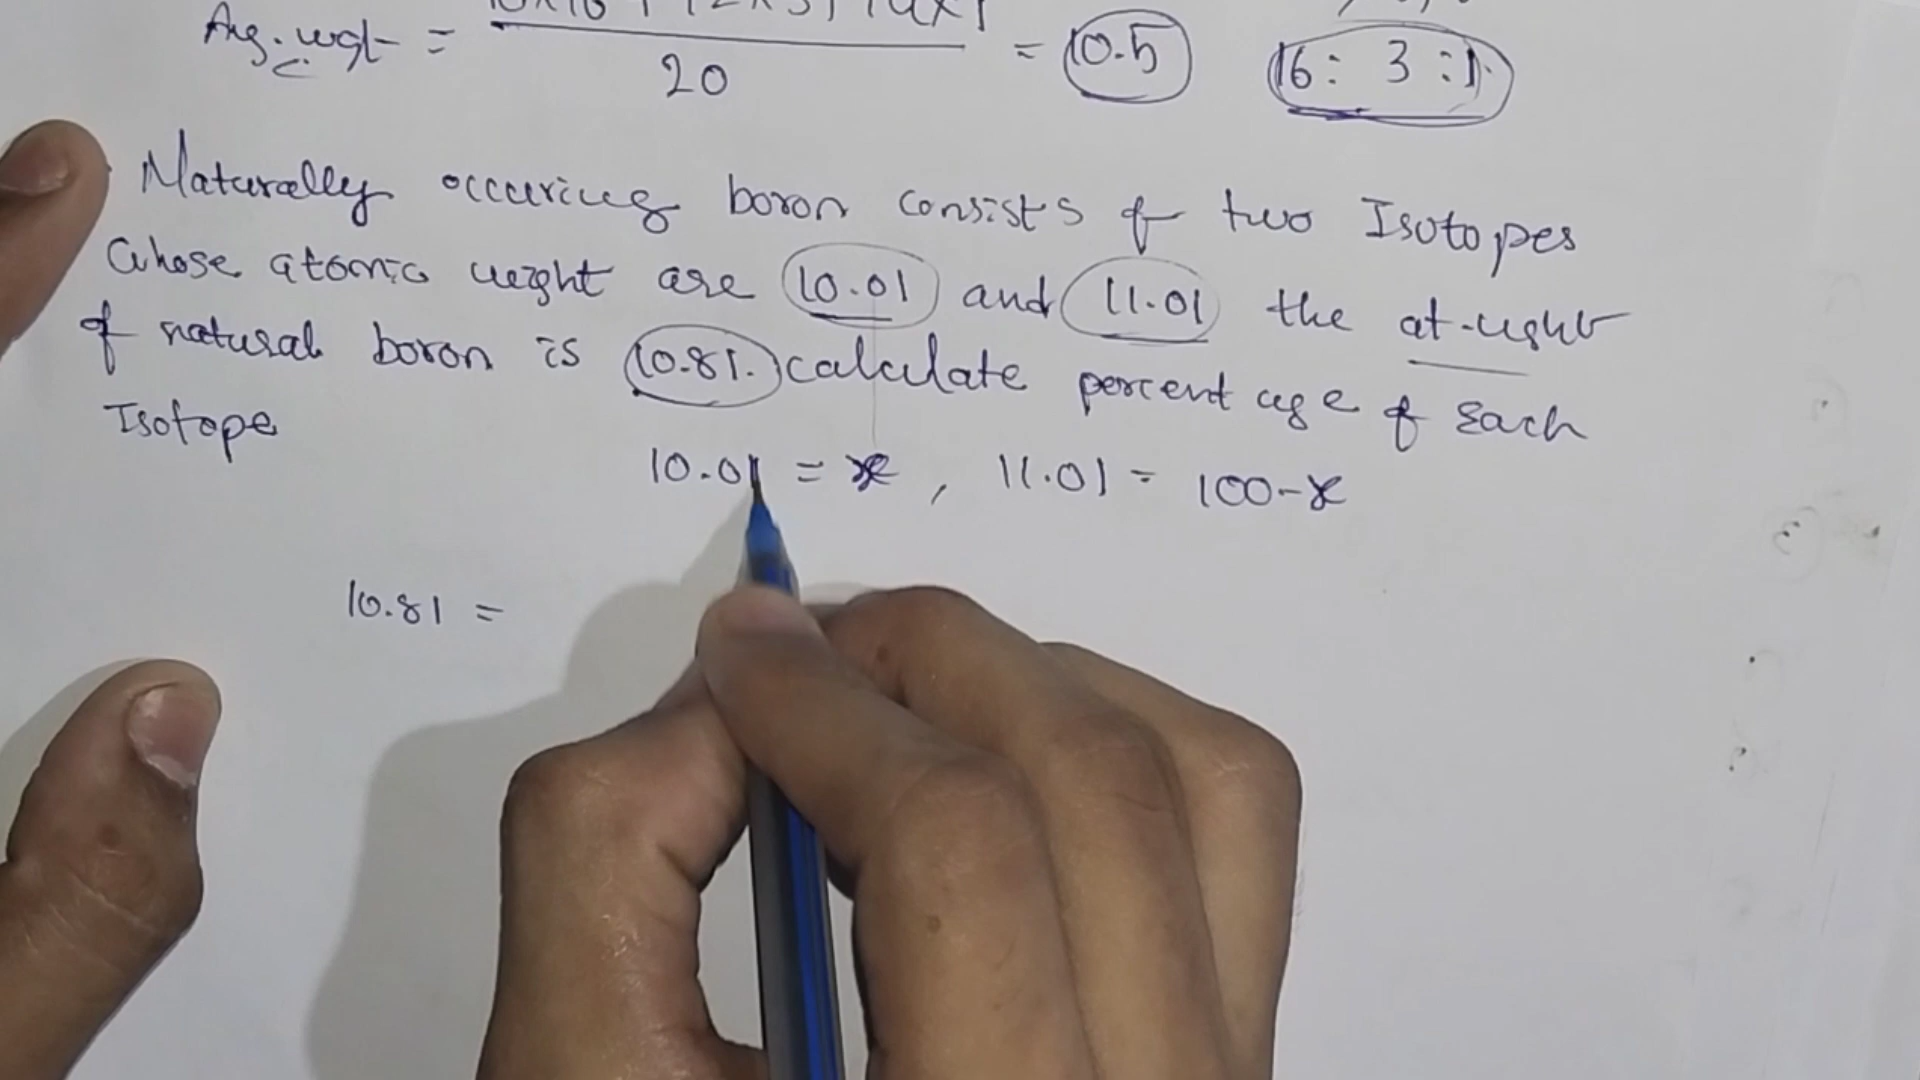 Avg. wgt = 20 = 10.5 16: 3 :1
Naturally occuring boron consists of two Isotopes
whose atomic weight are 10.01 and 11.01 the at-wght
of natural boron is 10.81. calculate percentage of Each
Isotope
10.01 = x , 11.01 = 100-x
10.81 =